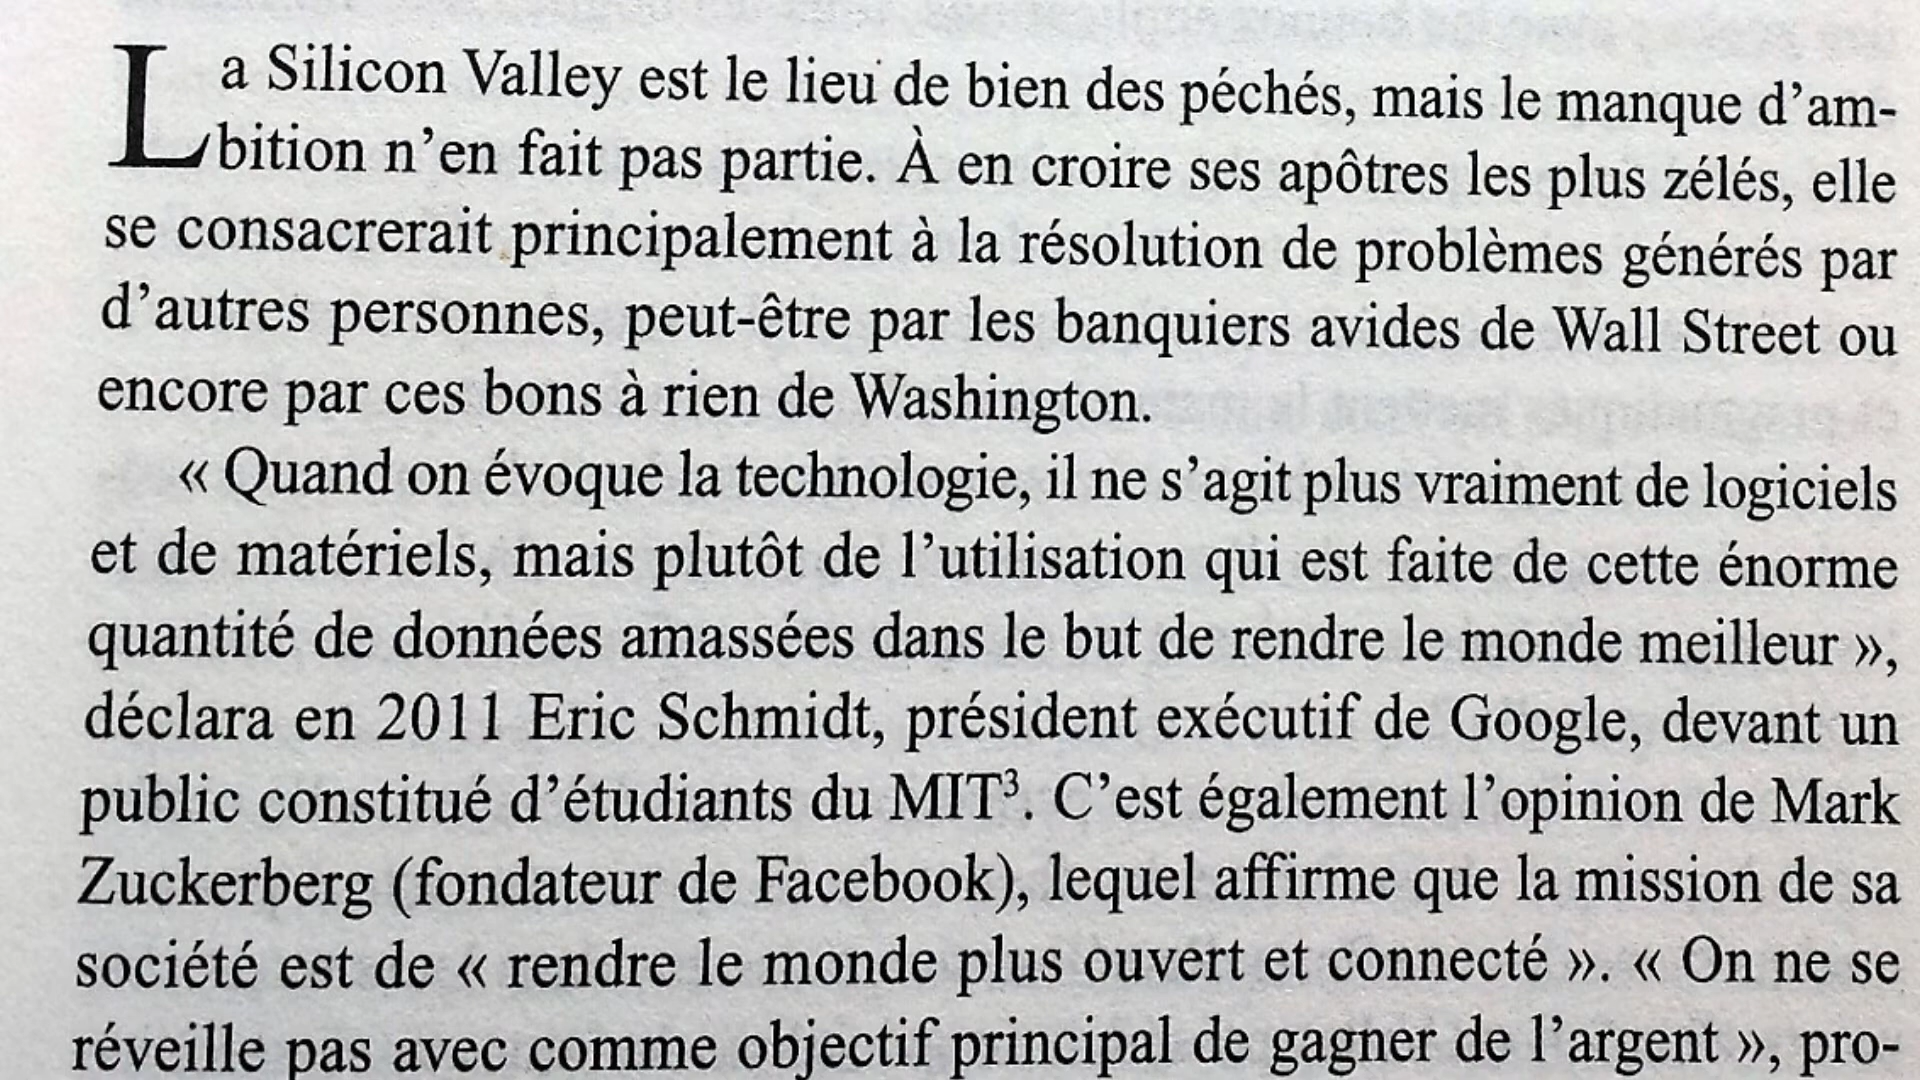 La Silicon Valley est le lieu de bien des péchés, mais le manque d’am-
bition n’en fait pas partie. À en croire ses apôtres les plus zélés, elle
se consacrerait principalement à la résolution de problèmes générés par
d’autres personnes, peut-être par les banquiers avides de Wall Street ou
encore par ces bons à rien de Washington.
« Quand on évoque la technologie, il ne s’agit plus vraiment de logiciels
et de matériels, mais plutôt de l’utilisation qui est faite de cette énorme
quantité de données amassées dans le but de rendre le monde meilleur »,
déclara en 2011 Eric Schmidt, président exécutif de Google, devant un
public constitué d’étudiants du MIT³. C’est également l’opinion de Mark
Zuckerberg (fondateur de Facebook), lequel affirme que la mission de sa
société est de « rendre le monde plus ouvert et connecté ». « On ne se
réveille pas avec comme objectif principal de gagner de l’argent », pro-